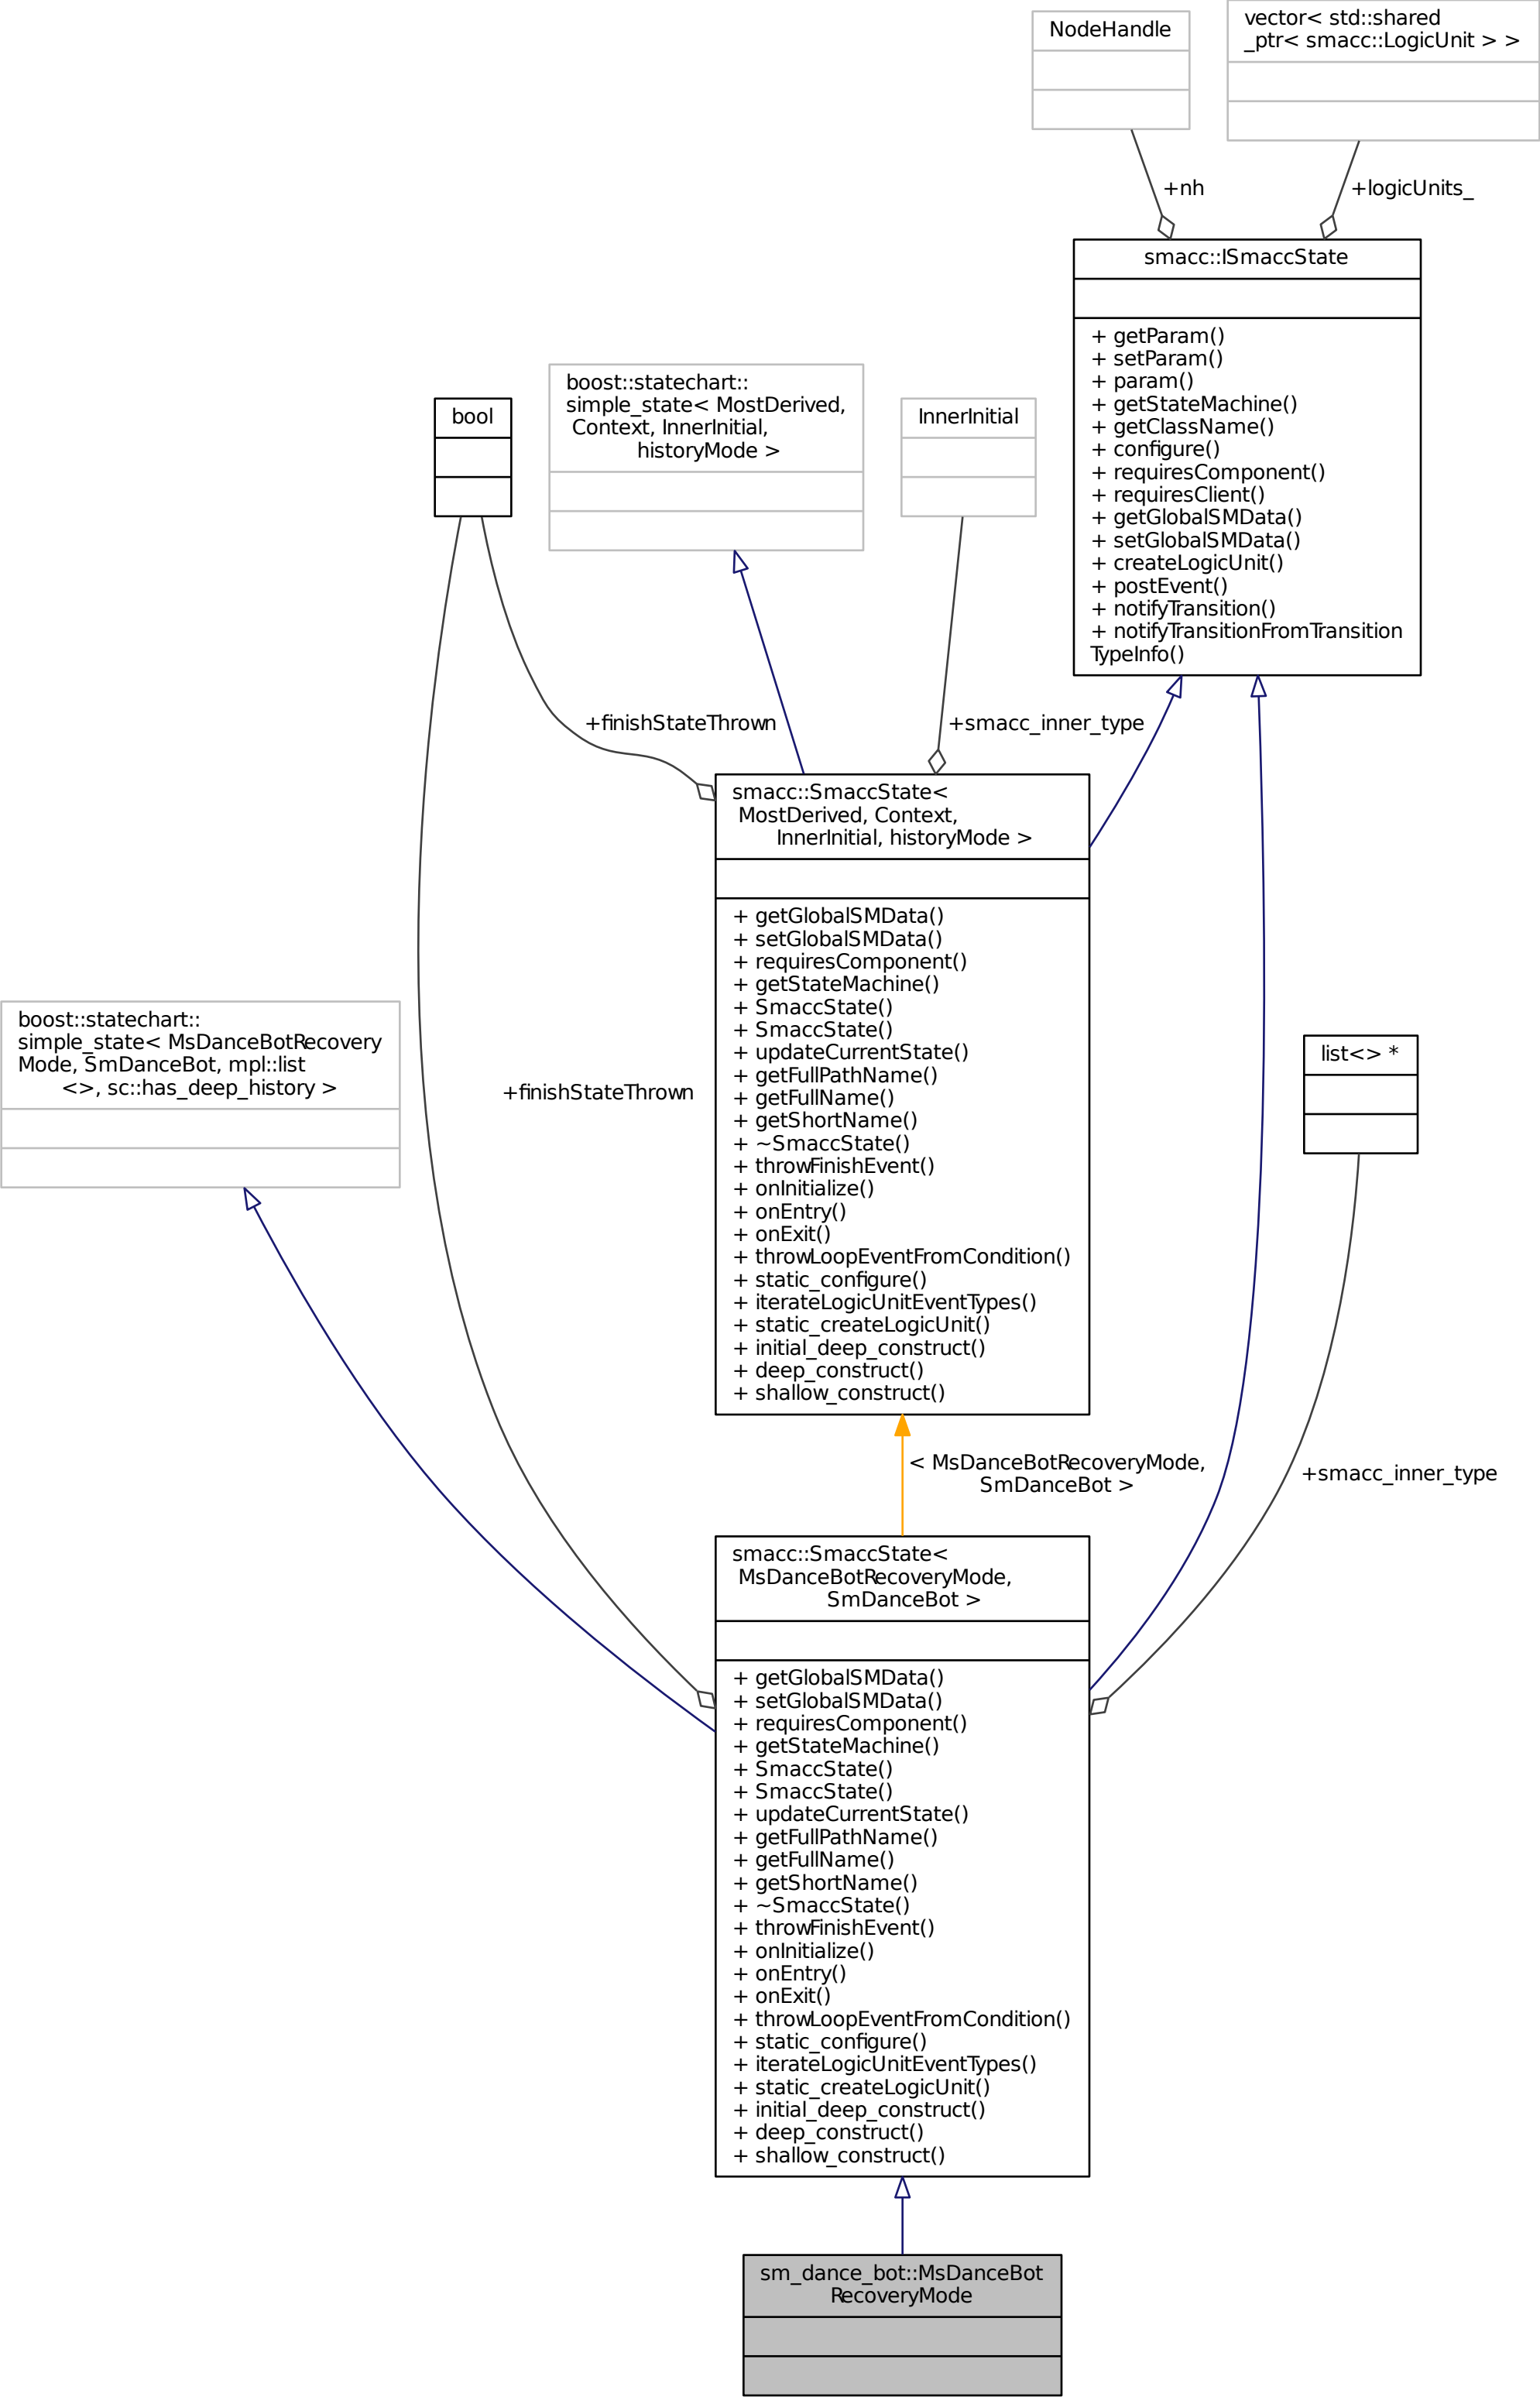 NodeHandle
vector< std::shared
_ptr< smacc::LogicUnit > >
+nh
+logicUnits_
smacc::ISmaccState
+ getParam()
+ setParam()
+ param()
+ getStateMachine()
+ getClassName()
+ configure()
+ requiresComponent()
+ requiresClient()
+ getGlobalSMData()
+ setGlobalSMData()
+ createLogicUnit()
+ postEvent()
+ notifyTransition()
+ notifyTransitionFromTransition
TypeInfo()
boost::statechart::
simple_state< MostDerived,
Context, InnerInitial,
historyMode >
bool
InnerInitial
+finishStateThrown
+smacc_inner_type
smacc::SmaccState<
MostDerived, Context,
InnerInitial, historyMode >
+ getGlobalSMData()
+ setGlobalSMData()
+ requiresComponent()
+ getStateMachine()
+ SmaccState()
+ SmaccState()
+ updateCurrentState()
+ getFullPathName()
+ getFullName()
+ getShortName()
+ ~SmaccState()
+ throwFinishEvent()
+ onInitialize()
+ onEntry()
+ onExit()
+ throwLoopEventFromCondition()
+ static_configure()
+ iterateLogicUnitEventTypes()
+ static_createLogicUnit()
+ initial_deep_construct()
+ deep_construct()
+ shallow_construct()
boost::statechart::
simple_state< MsDanceBotRecovery
Mode, SmDanceBot, mpl::list
<>, sc::has_deep_history >
+finishStateThrown
list<> *
< MsDanceBotRecoveryMode,
SmDanceBot >
+smacc_inner_type
smacc::SmaccState<
MsDanceBotRecoveryMode,
SmDanceBot >
+ getGlobalSMData()
+ setGlobalSMData()
+ requiresComponent()
+ getStateMachine()
+ SmaccState()
+ SmaccState()
+ updateCurrentState()
+ getFullPathName()
+ getFullName()
+ getShortName()
+ ~SmaccState()
+ throwFinishEvent()
+ onInitialize()
+ onEntry()
+ onExit()
+ throwLoopEventFromCondition()
+ static_configure()
+ iterateLogicUnitEventTypes()
+ static_createLogicUnit()
+ initial_deep_construct()
+ deep_construct()
+ shallow_construct()
sm_dance_bot::MsDanceBot
RecoveryMode